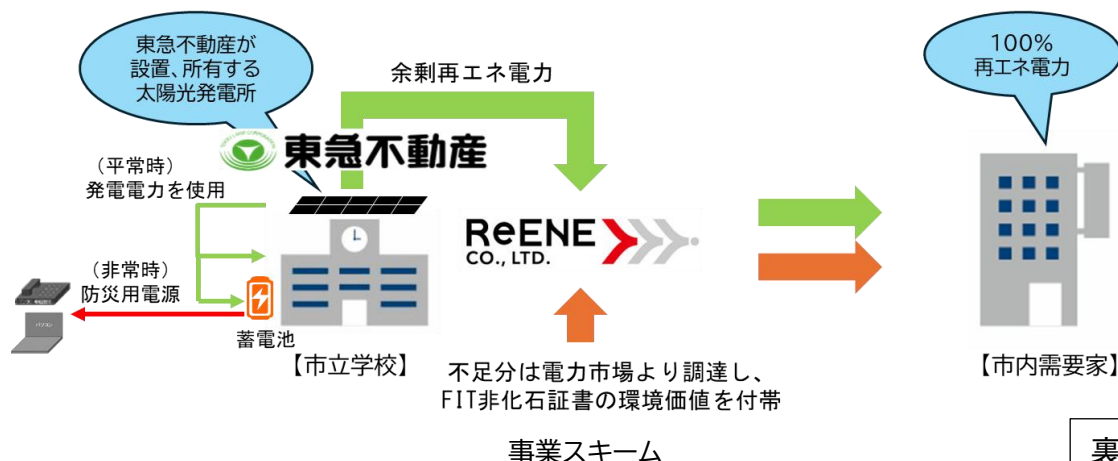 東急不動産が
設置、所有する
太陽光発電所
余剰再エネ電力
100%
再エネ電力
東急不動産
（平常時）
発電電力を使用
ReENE
CO., LTD.
（非常時）
防災用電源
蓄電池
【市立学校】
【市内需要家】
不足分は電力市場より調達し、
FIT非化石証書の環境価値を付帯
事業スキーム
裏